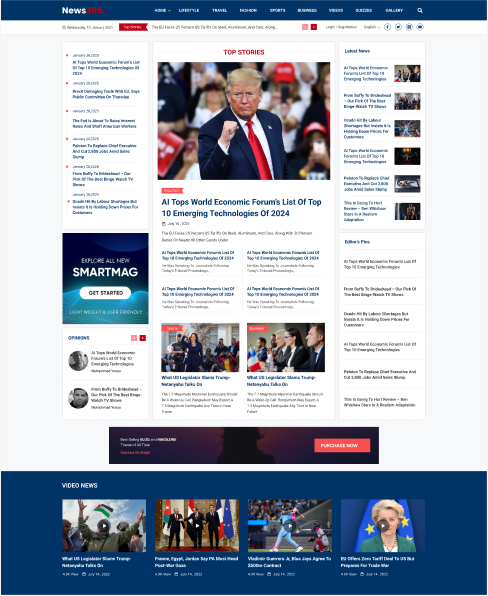 News365.
HOME
LIFESTYLE
TRAVEL
FASHION
SPORTS
BUSINESS
VIDEOS
QUIZZES
GALLERY
Wednesday, 10 January 2025
Top Stories
The EU Faces 25 Percent US Tariffs On Steel, Aluminum, And Cars, Along...
Login / Registration
English
January 26,2025
AI Tops World Economic
Forum's List Of Top 10
Emerging Technologies Of
2024
January 26,2025
Brexit Damaging Trade With EU, Says
Public Committee On Thursday
January 26,2025
The Fed Is About To Raise Interest
Rates And Shaft American Workers
January 26,2025
Peloton To Replace Chief Executive
And Cut 2,800 Jobs Amid Sales
Slump
January 26,2025
From Buffy To Brideshead –
Our Pick Of The Best Binge-Watch TV
Shows
January 26,2025
Ocado Hit By Labour Shortages But
Insists It Is Holding Down Prices For
Customers
EXPLORE ALL NEW
SMARTMAG
GET STARTED
LIGHT WEIGHT & USER FRIENDLY
OPINIONS
AI Tops World Economic
Forum's List Of Top 10
Emerging Technologies
Muhammad Yunus
From Buffy To Brideshead –
Our Pick Of The Best
Binge-Watch TV Shows
Muhammad Yunus
TOP STORIES
POLITICS
AI Tops World Economic Forum's List Of Top
10 Emerging Technologies Of 2024
July 14, 2022
The EU Faces 25 Percent US Tariffs On Steel, Aluminum, And Cars, Along With 20 Percent
Duties On Nearly All Other Goods Under
AI Tops World Economic Forum's List Of
Top 10 Emerging Technologies Of 2024
He Was Speaking To Journalists Following
Today's Tribunal Proceedings.
AI Tops World Economic Forum's List Of
Top 10 Emerging Technologies Of 2024
He Was Speaking To Journalists Following
Today's Tribunal Proceedings.
AI Tops World Economic Forum's List Of
Top 10 Emerging Technologies Of 2024
He Was Speaking To Journalists Following
Today's Tribunal Proceedings.
AI Tops World Economic Forum's List Of
Top 10 Emerging Technologies Of 2024
He Was Speaking To Journalists Following
Today's Tribunal Proceedings.
What US Legislator Slams Trump-
Netanyahu Talks On
The 7.7 Magnitude Myanmar Earthquake Should
Be A Wake-Up Call. Bangladesh May Expect A
7.7 Magnitude Earthquake Any Time In Near
Future
What US Legislator Slams Trump-
Netanyahu Talks On
The 7.7 Magnitude Myanmar Earthquake Should
Be A Wake-Up Call. Bangladesh May Expect A
7.7 Magnitude Earthquake Any Time In Near
Future
Latest News
AI Tops World Economic
Forum's List Of Top 10
Emerging Technologies
From Buffy To Brideshead
– Our Pick Of The Best
Binge-Watch TV Shows
Ocado Hit By Labour
Shortages But Insists It Is
Holding Down Prices For
Customers
AI Tops World Economic
Forum's List Of Top 10
Emerging Technologies
Peloton To Replace Chief
Executive And Cut 2,800
Jobs Amid Sales Slump
This Is Going To Hurt
Review – Ben Whishaw
Stars In A Realism
Adaptation
AI Tops World Economic Forum's List Of Top
10 Emerging Technologies
From Buffy To Brideshead – Our Pick Of The
Best Binge-Watch TV Shows
Ocado Hit By Labour Shortages But
Insists It Is Holding Down Prices For
Customers
AI Tops World Economic Forum's List Of Top
10 Emerging Technologies
Peloton To Replace Chief Executive And Cut
2,800 Jobs Amid Sales Slump
This Is Going To Hurt Review – Ben
Whishaw Stars In A Realism Adaptation
Best Selling BLOG and MAGAZINE
Theme of All Time
PURCHASE NOW
VIDEO NEWS
What US Legislator Slams Trump-
Netanyahu Talks On
4.9K View
July 14, 2022
France, Egypt, Jordan Say PA Must Head
Post-War Gaza
4.9K View
July 14, 2022
Vladimir Guerrero Jr, Blue Jays Agree To
$500m Contract
4.9K View
July 14, 2022
EU Offers Zero Tariff Deal To US But
Prepares For Trade War
4.9K View
July 14, 2022